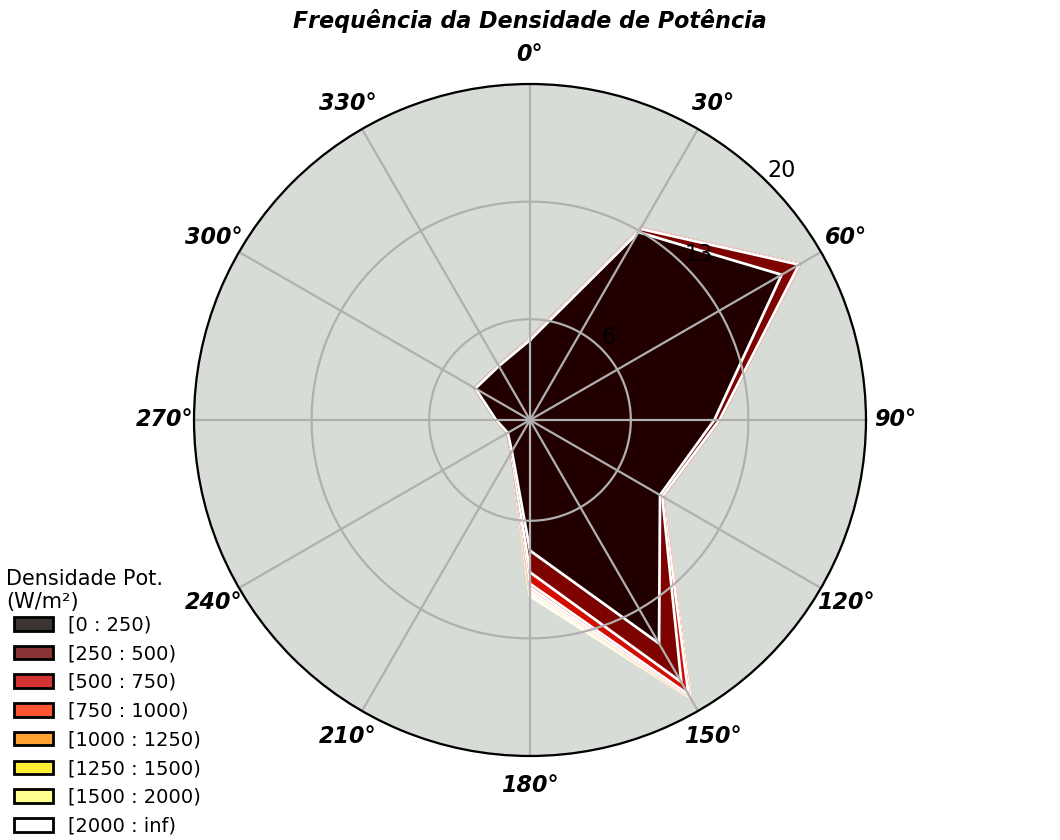 Frequência da Densidade de Potência
0°
330°
30°
20
300°
60°
13
6
270°
90°
240°
120°
210°
150°
180°
Densidade Pot.
(W/m²)
[0 : 250)
[250 : 500)
[500 : 750)
[750 : 1000)
[1000 : 1250)
[1250 : 1500)
[1500 : 2000)
[2000 : inf)